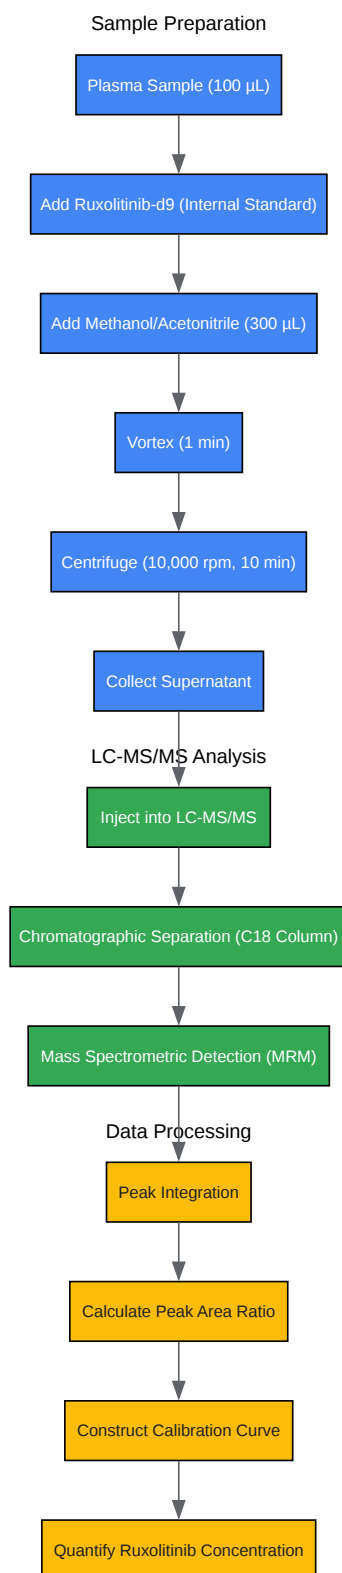 Sample Preparation
Plasma Sample (100 µL)
Add Ruxolitinib-d9 (Internal Standard)
Add Methanol/Acetonitrile (300 µL)
Vortex (1 min)
Centrifuge (10,000 rpm, 10 min)
Collect Supernatant
LC-MS/MS Analysis
Inject into LC-MS/MS
Chromatographic Separation (C18 Column)
Mass Spectrometric Detection (MRM)
Data Processing
Peak Integration
Calculate Peak Area Ratio
Construct Calibration Curve
Quantify Ruxolitinib Concentration